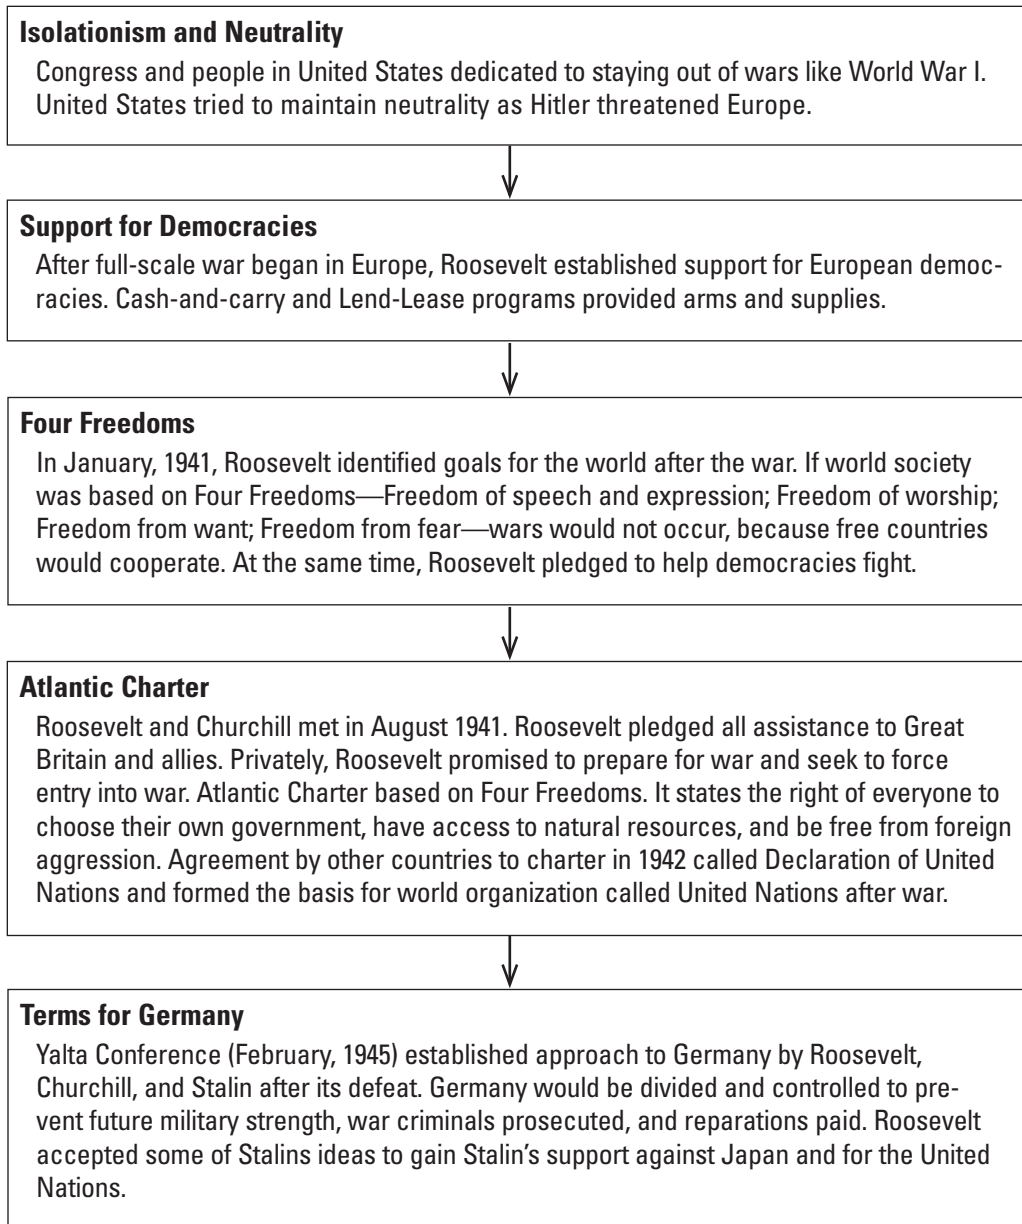 Isolationism and Neutrality
Congress and people in United States dedicated to staying out of wars like World War I.
United States tried to maintain neutrality as Hitler threatened Europe.
Support for Democracies
After full-scale war began in Europe, Roosevelt established support for European democ-
racies. Cash-and-carry and Lend-Lease programs provided arms and supplies.
Four Freedoms
In January, 1941, Roosevelt identified goals for the world after the war. If world society
was based on Four Freedoms—Freedom of speech and expression; Freedom of worship;
Freedom from want; Freedom from fear—wars would not occur, because free countries
would cooperate. At the same time, Roosevelt pledged to help democracies fight.
Atlantic Charter
Roosevelt and Churchill met in August 1941. Roosevelt pledged all assistance to Great
Britain and allies. Privately, Roosevelt promised to prepare for war and seek to force
entry into war. Atlantic Charter based on Four Freedoms. It states the right of everyone to
choose their own government, have access to natural resources, and be free from foreign
aggression. Agreement by other countries to charter in 1942 called Declaration of United
Nations and formed the basis for world organization called United Nations after war.
Terms for Germany
Yalta Conference (February, 1945) established approach to Germany by Roosevelt,
Churchill, and Stalin after its defeat. Germany would be divided and controlled to pre-
vent future military strength, war criminals prosecuted, and reparations paid. Roosevelt
accepted some of Stalins ideas to gain Stalin's support against Japan and for the United
Nations.